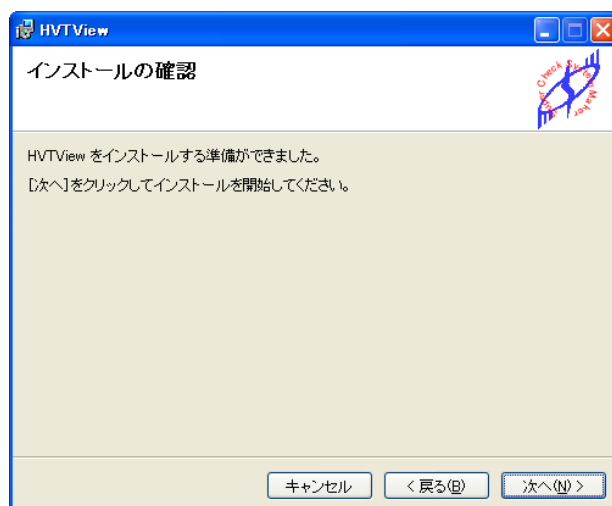 HVTView
インストールの確認
Check System Maker
HVTView をインストールする準備ができました。
[次へ]をクリックしてインストールを開始してください。
キャンセル
< 戻る(B)
次へ(N) >